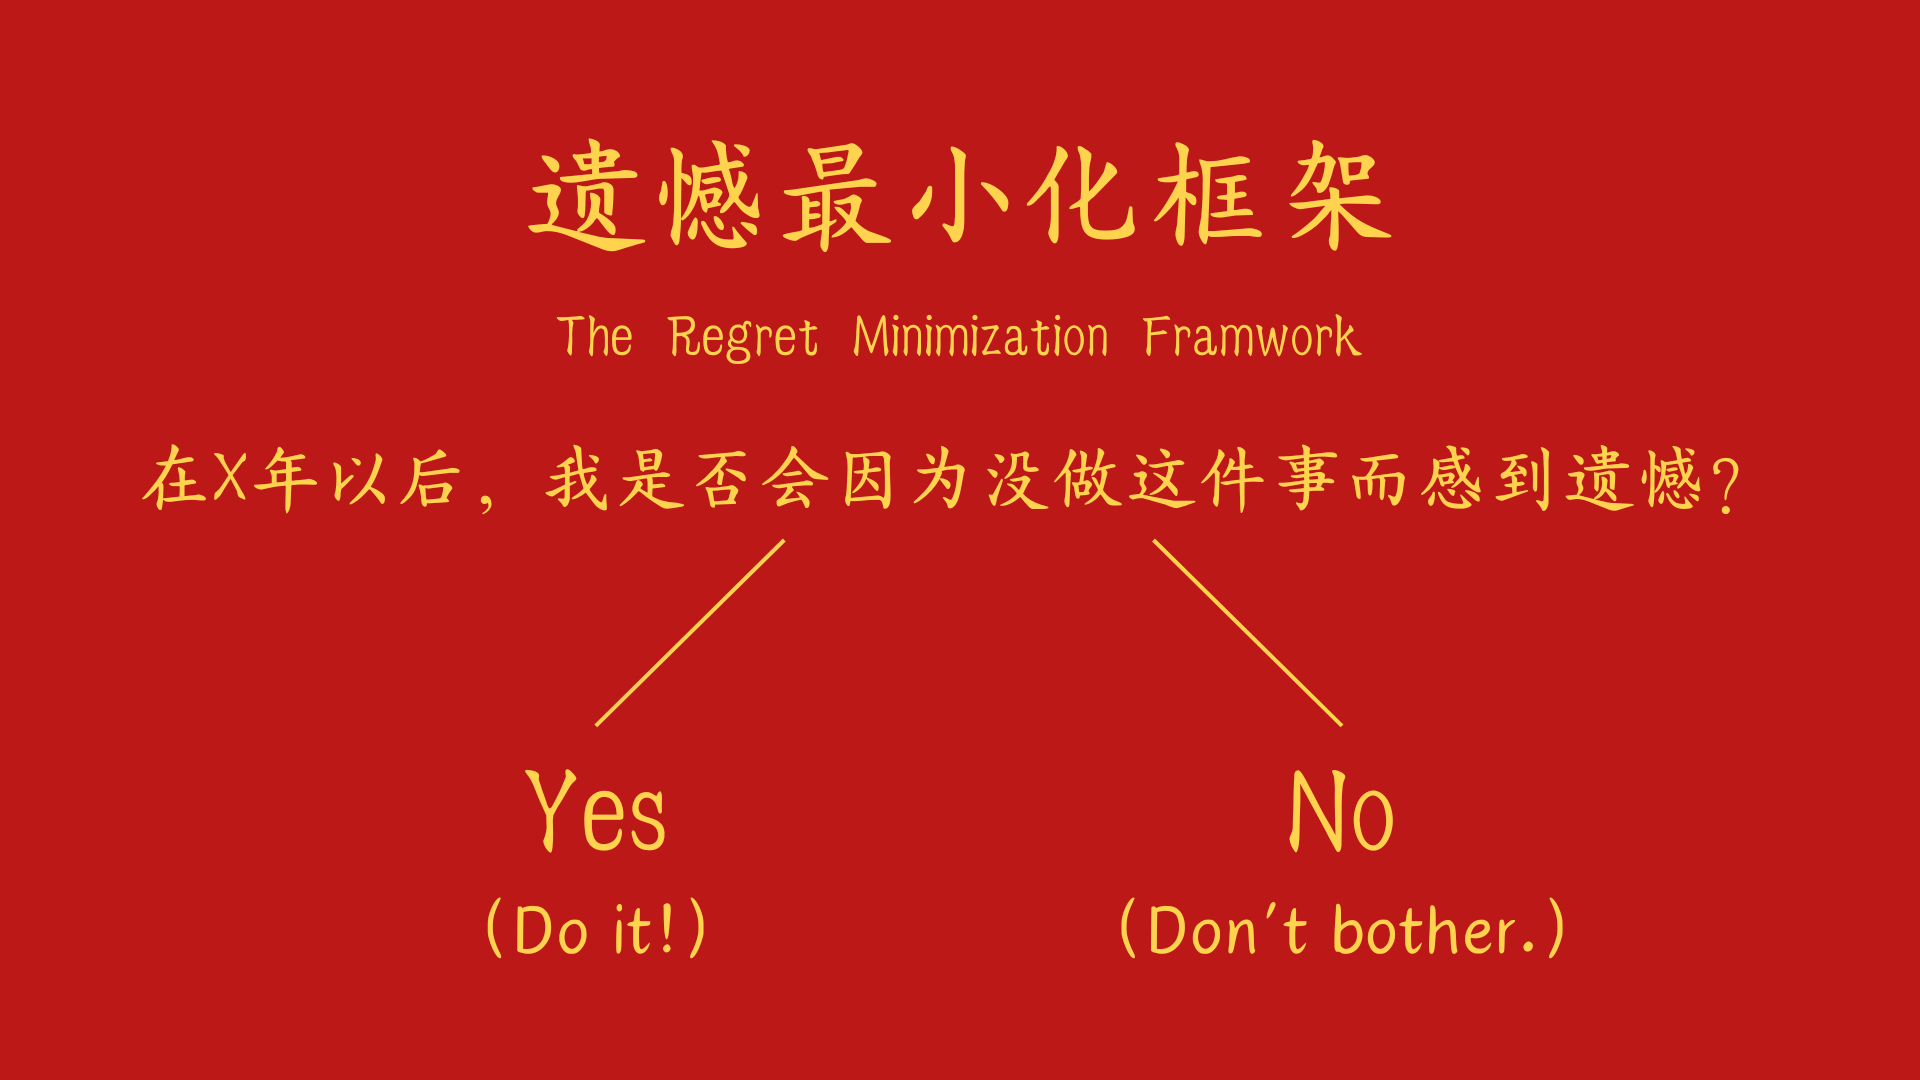 遗憾最小化框架
The Regret Minimization Framwork
在X年以后，我是否会因为没做这件事而感到遗憾？
Yes No
(Do it!) (Don't bother.)